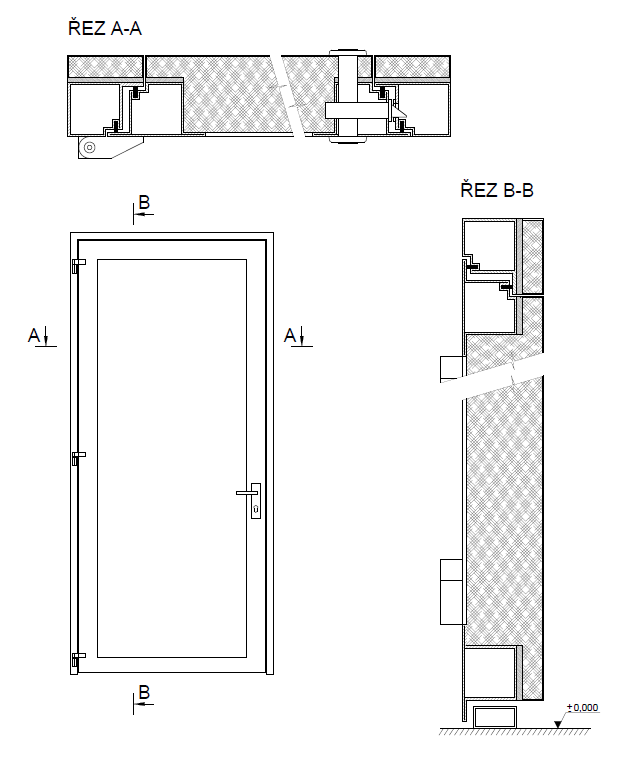 ŘEZ A-A
ŘEZ B-B
B
A A
B
±0,000